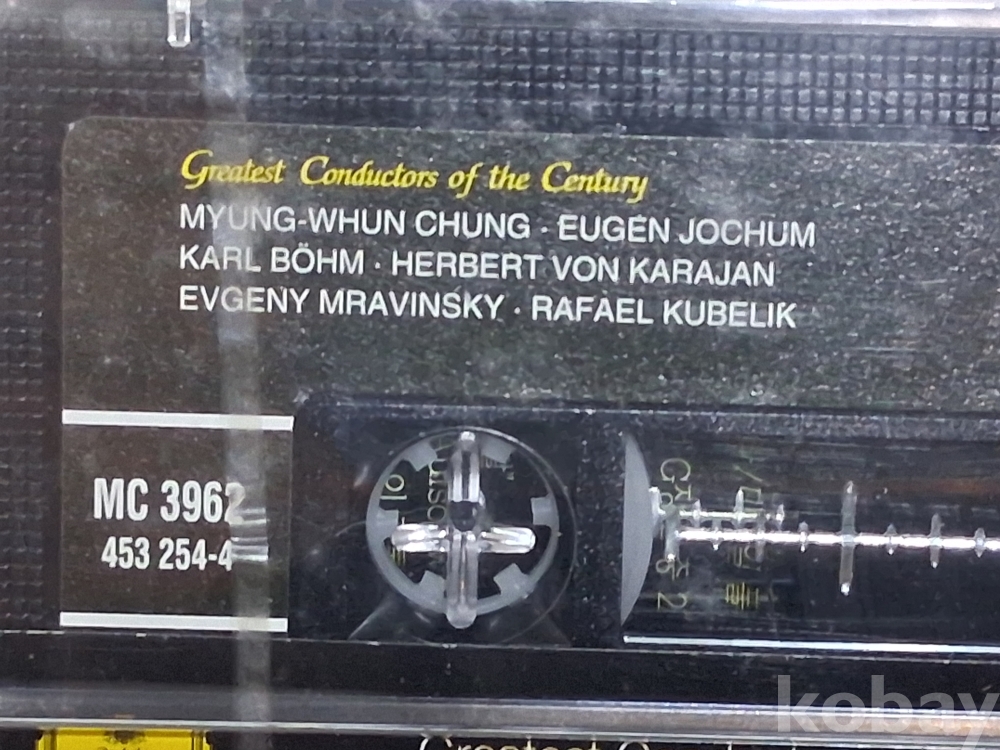 Greatest Conductors of the Century
MYUNG-WHUN CHUNG · EUGEN JOCHUM
KARL BÖHM · HERBERT VON KARAJAN
EVGENY MRAVINSKY · RAFAEL KUBELIK
MC 3962
453 254-4
kobay
Greatest